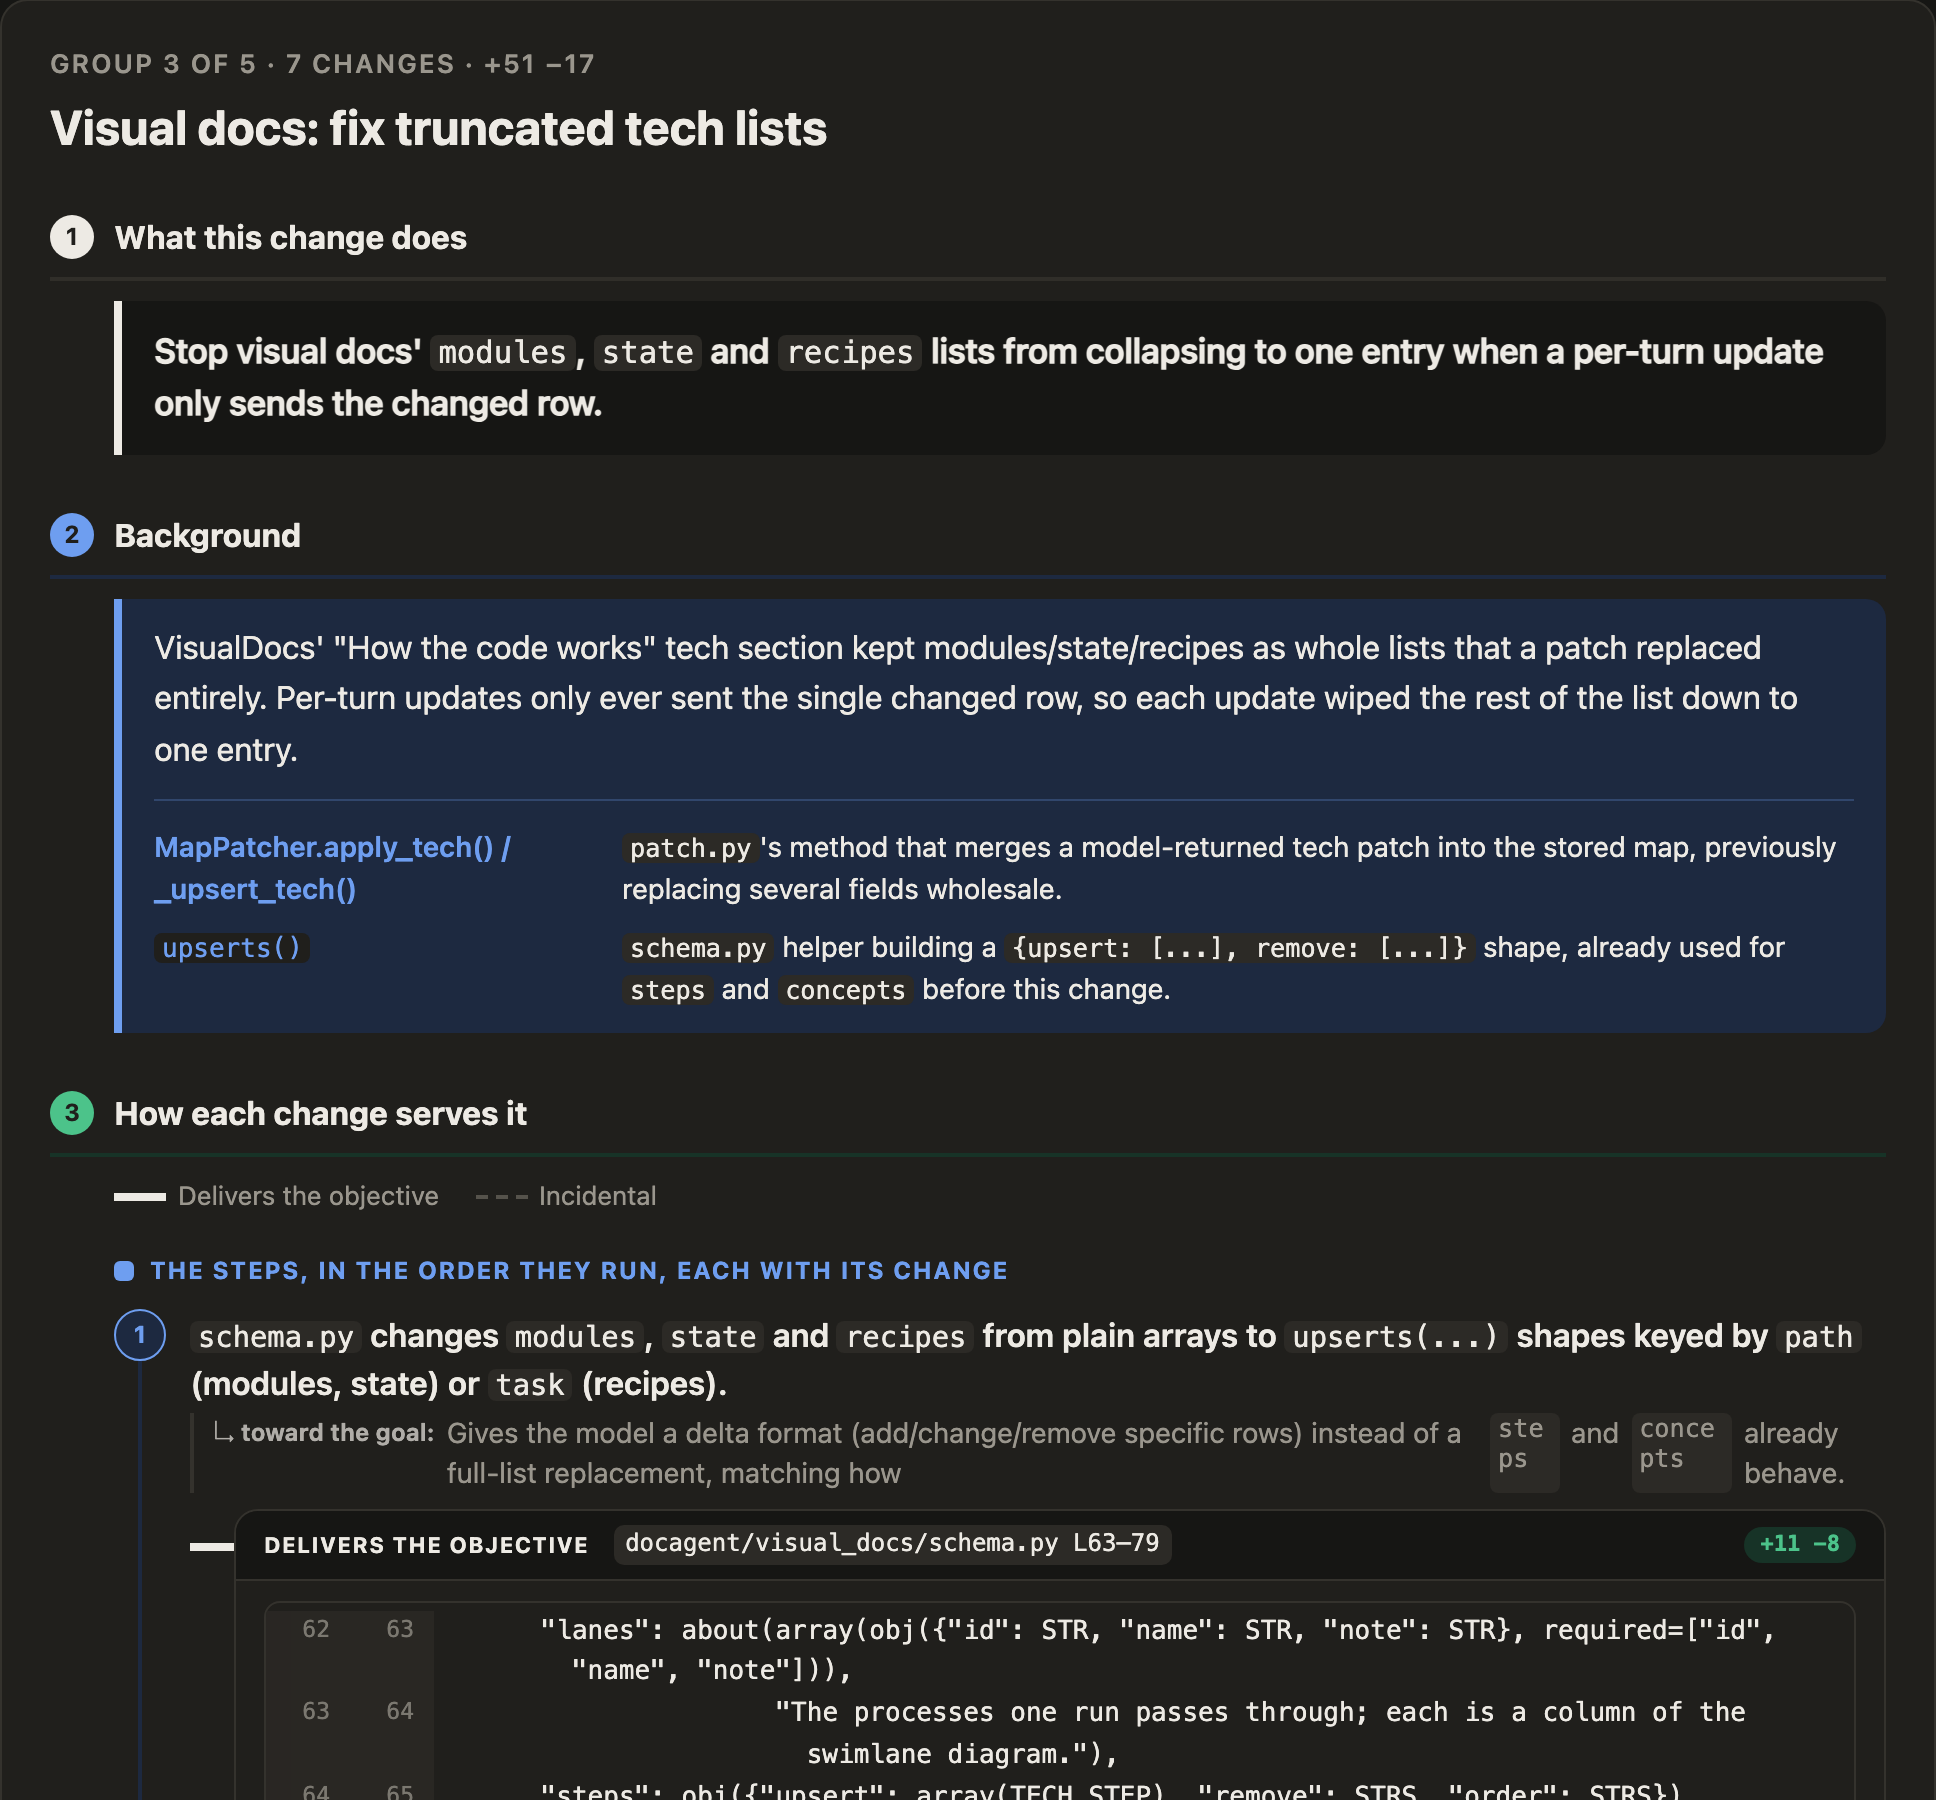 GROUP 3 OF 5 · 7 CHANGES · +51 −17
Visual docs: fix truncated tech lists
1 What this change does
Stop visual docs' modules, state and recipes lists from collapsing to one entry when a per-turn update
only sends the changed row.
2 Background
VisualDocs' "How the code works" tech section kept modules/state/recipes as whole lists that a patch replaced
entirely. Per-turn updates only ever sent the single changed row, so each update wiped the rest of the list down to
one entry.
MapPatcher.apply_tech() / patch.py's method that merges a model-returned tech patch into the stored map, previously
_upsert_tech() replacing several fields wholesale.
upserts() schema.py helper building a {upsert: [...], remove: [...]} shape, already used for
steps and concepts before this change.
3 How each change serves it
Delivers the objective Incidental
THE STEPS, IN THE ORDER THEY RUN, EACH WITH ITS CHANGE
1 schema.py changes modules, state and recipes from plain arrays to upserts(...) shapes keyed by path
(modules, state) or task (recipes).
toward the goal: Gives the model a delta format (add/change/remove specific rows) instead of a ste and conce already
full-list replacement, matching how ps pts behave.
DELIVERS THE OBJECTIVE docagent/visual_docs/schema.py L63–79 +11 −8
62 63 "lanes": about(array(obj({"id": STR, "name": STR, "note": STR}, required=["id",
"name", "note"])),
63 64 "The processes one run passes through; each is a column of the
swimlane diagram."),
64 65 "steps": obj({"upsert": array(TECH_STEP), "remove": STRS, "order": STRS})